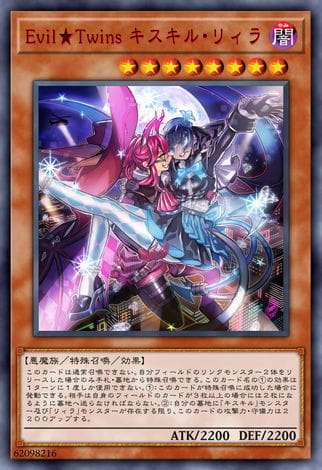 Evil★Twins キスキル・リィラ
闇
やみ
【悪魔族／特殊召喚／効果】
このカードは通常召喚できない。自分フィールドのリンクモンスター２体をリ
リースした場合のみ手札・墓地から特殊召喚できる。このカード名の①の効果は
１ターンに１度しか使用できない。①：このカードが特殊召喚に成功した場合に
発動できる。相手は自身のフィールドのカードが３枚以上の場合には２枚にな
るように墓地へ送らなければならない。②：自分の墓地に「キスキル」モンスタ
ー及び「リィラ」モンスターが存在する限り、このカードの攻撃力・守備力は２
２００アップする。
ATK/2200 DEF/2200
62098216